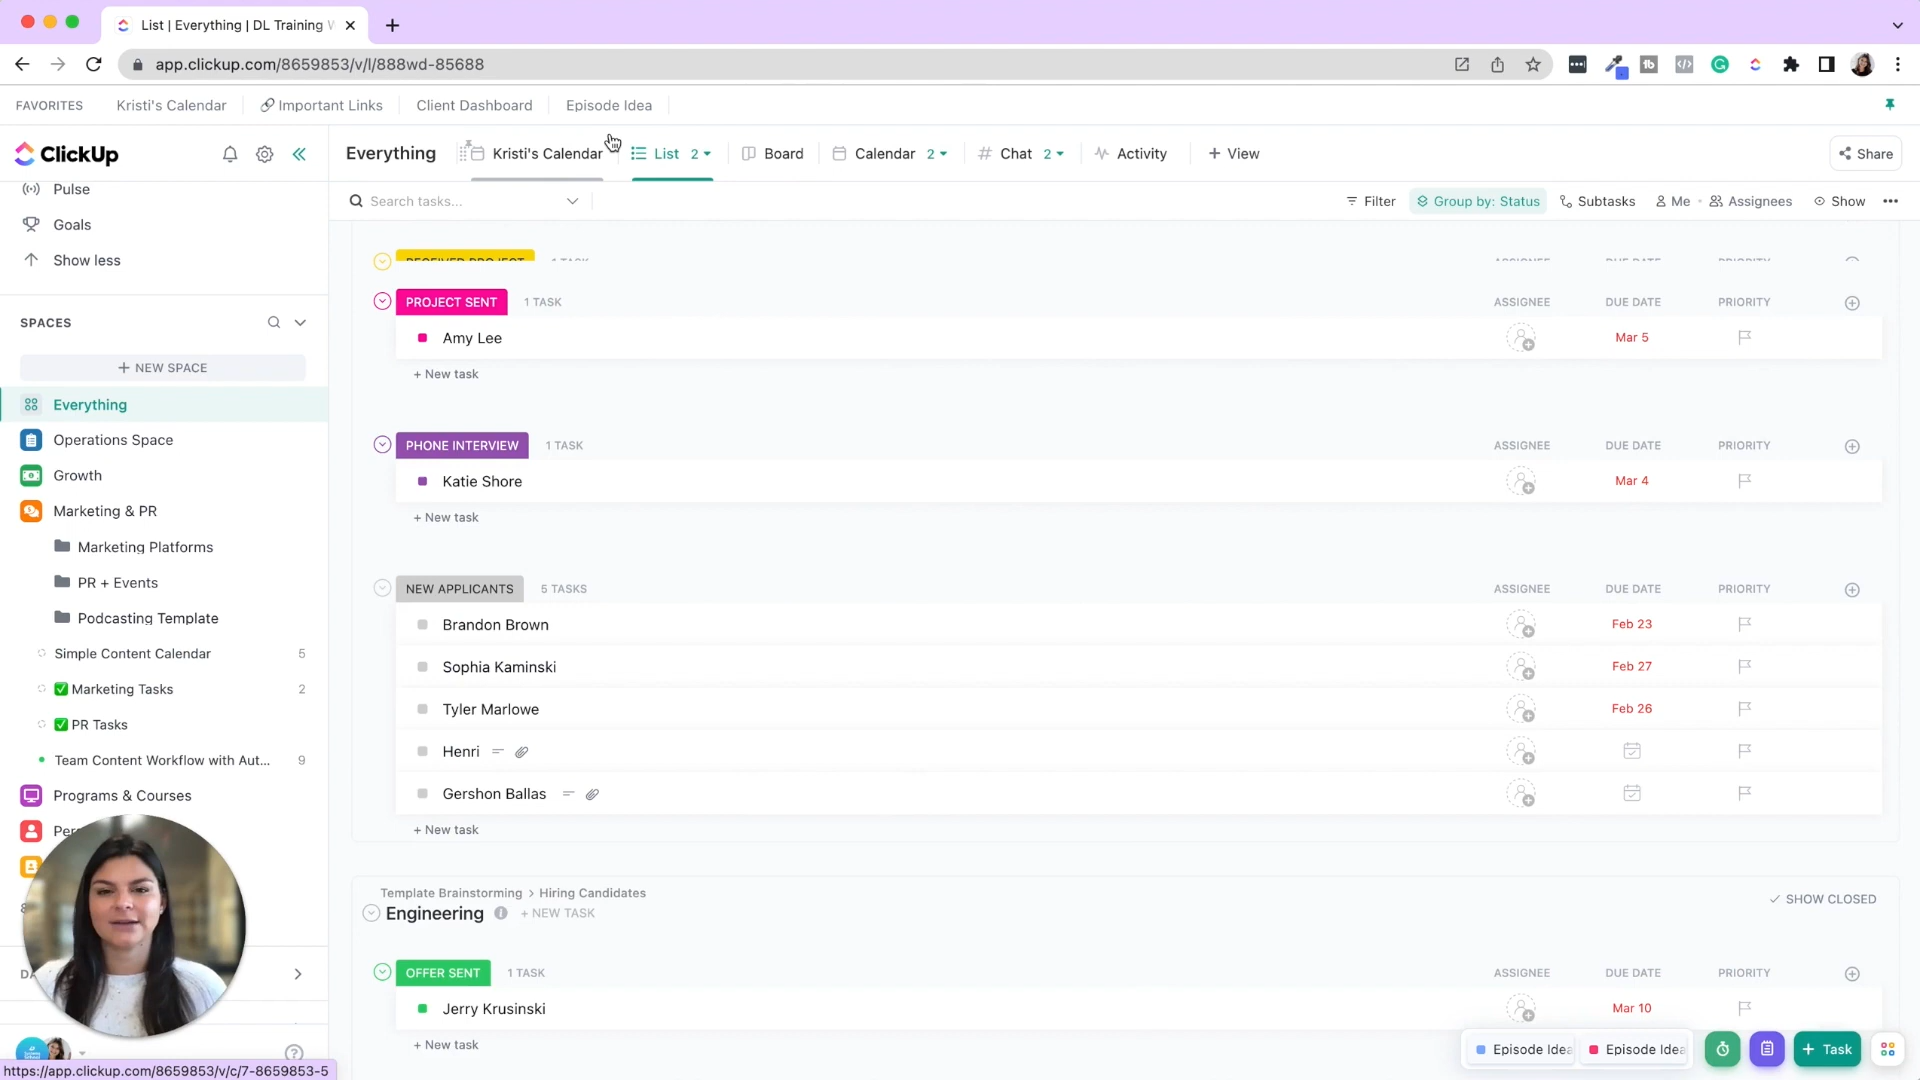 List | Everything | DL Training
app.clickup.com/8659853/v/l/888wd-85688
FAVORITES Kristi's Calendar Important Links Client Dashboard Episode Idea
ClickUp
Everything Kristi's Calendar List 2 Board Calendar 2 Chat 2 Activity + View Share
Pulse
Search tasks... Filter Group by: Status Subtasks Me Assignees Show
Goals
Show less
RECEIVED PROJECT 1 TASK ASSIGNEE DUE DATE PRIORITY
PROJECT SENT 1 TASK ASSIGNEE DUE DATE PRIORITY
SPACES
Amy Lee Mar 5
+ NEW SPACE
+ New task
Everything
Operations Space
PHONE INTERVIEW 1 TASK ASSIGNEE DUE DATE PRIORITY
Growth
Katie Shore Mar 4
Marketing & PR
+ New task
Marketing Platforms
PR + Events
NEW APPLICANTS 5 TASKS ASSIGNEE DUE DATE PRIORITY
Podcasting Template
Brandon Brown Feb 23
Simple Content Calendar 5
Sophia Kaminski Feb 27
Marketing Tasks 2
Tyler Marlowe Feb 26
PR Tasks
Henri
Team Content Workflow with Aut... 9
Gershon Ballas
Programs & Courses
+ New task
Template Brainstorming > Hiring Candidates
Engineering + NEW TASK SHOW CLOSED
OFFER SENT 1 TASK ASSIGNEE DUE DATE PRIORITY
Jerry Krusinski Mar 10
+ New task
Episode Idea Episode Idea + Task
https://app.clickup.com/8659853/v/c/7-8659853-5